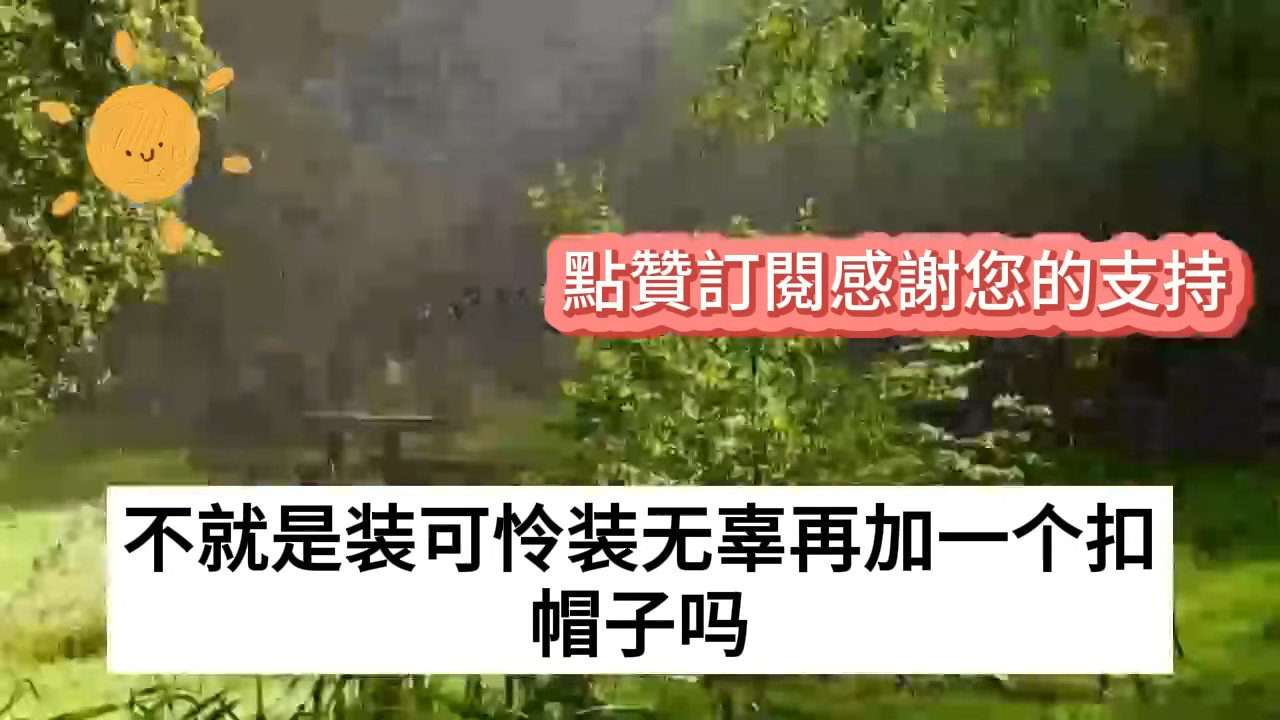 點贊訂閱感謝您的支持
不就是装可怜装无辜再加一个扣
帽子吗